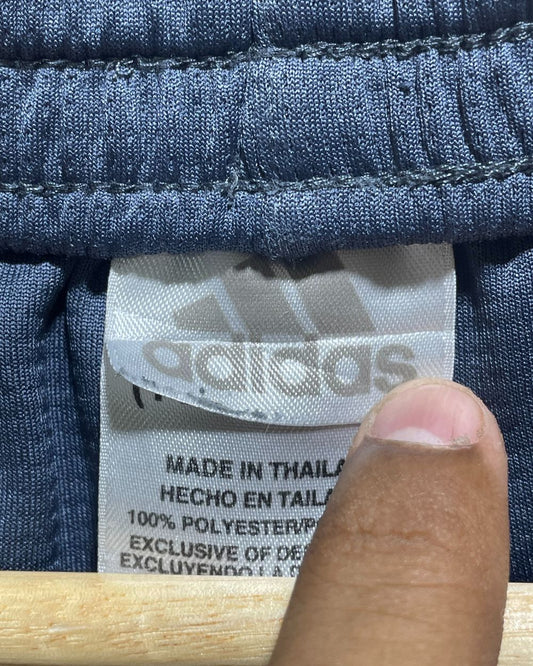 adidas
MADE IN THAILA
HECHO EN TAILA
100% POLYESTER/P
EXCLUSIVE OF DE
EXCLUYENDO LA